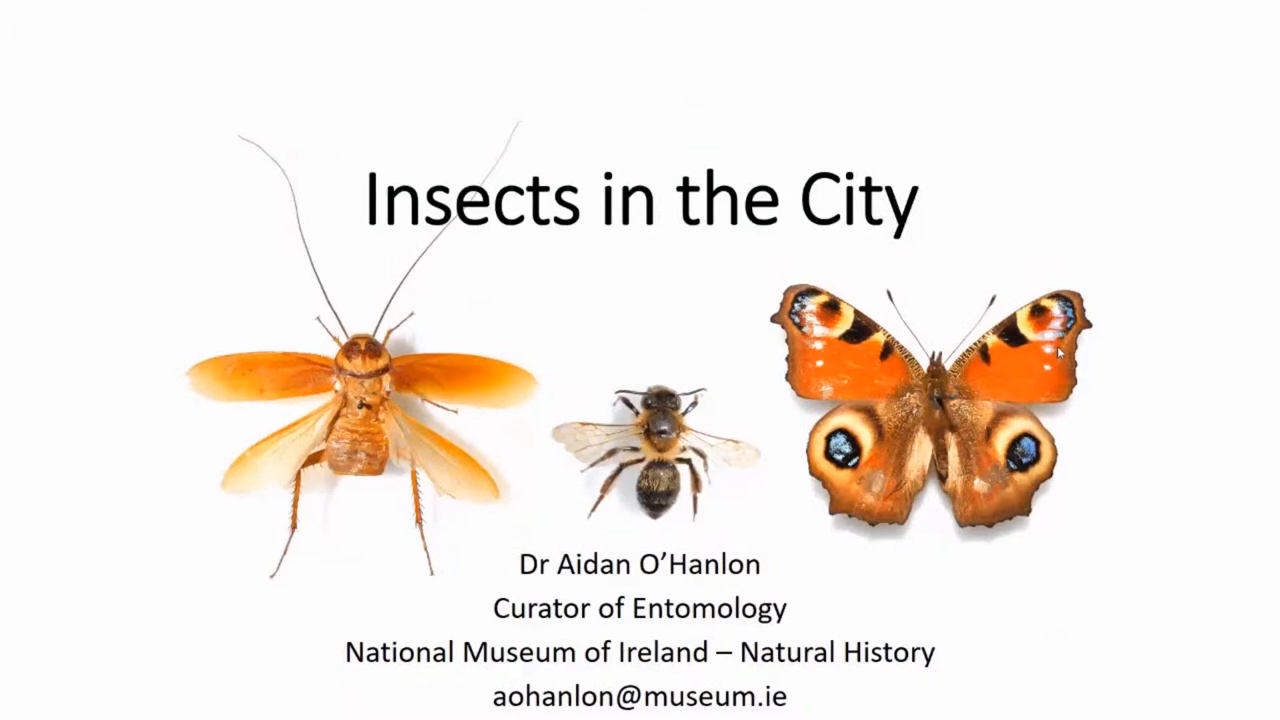 Insects in the City
Dr Aidan O’Hanlon
Curator of Entomology
National Museum of Ireland – Natural History
aohanlon@museum.ie